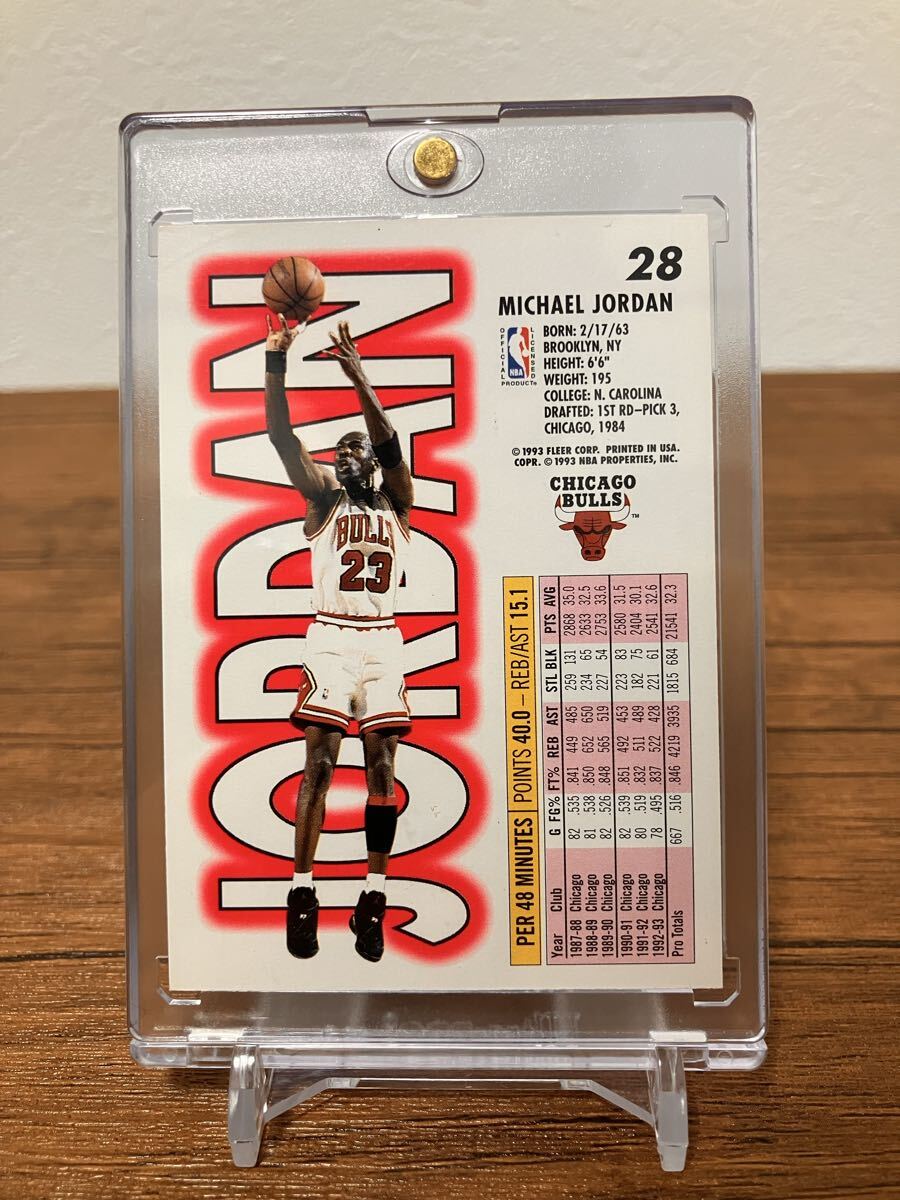 28
MICHAEL JORDAN
OFFICIAL LICENSED
NBA
PRODUCT®
BORN: 2/17/63
BROOKLYN, NY
HEIGHT: 6'6"
WEIGHT: 195
COLLEGE: N. CAROLINA
DRAFTED: 1ST RD–PICK 3,
CHICAGO, 1984
© 1993 FLEER CORP. PRINTED IN USA.
COPR. © 1993 NBA PROPERTIES, INC.
CHICAGO
BULLS
™
JORDAN
BULLS
23
PER 48 MINUTES POINTS 40.0 – REB/AST 15.1
Year Club G FG% FT% REB AST STL BLK PTS AVG
1987-88 Chicago 82 .535 .841 449 485 259 131 2868 35.0
1988-89 Chicago 81 .538 .850 652 650 234 65 2633 32.5
1989-90 Chicago 82 .526 .848 565 519 227 54 2753 33.6
1990-91 Chicago 82 .539 .851 492 453 223 83 2580 31.5
1991-92 Chicago 80 .519 .832 511 489 182 75 2404 30.1
1992-93 Chicago 78 .495 .837 522 428 221 61 2541 32.6
Pro Totals 667 .516 .846 4219 3935 1815 684 21541 32.3